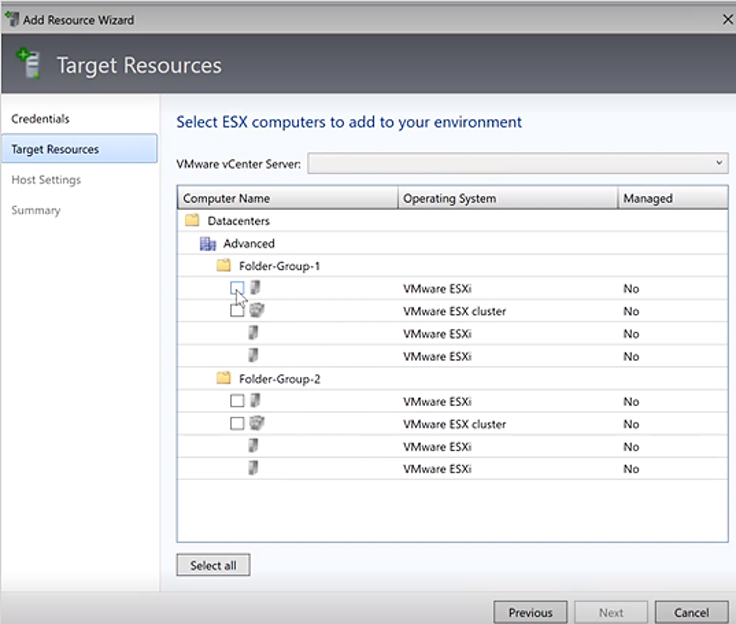 Add Resource Wizard
Target Resources
Credentials
Target Resources
Host Settings
Summary
Select ESX computers to add to your environment
VMware vCenter Server:
Computer Name Operating System Managed
Datacenters
Advanced
Folder-Group-1
VMware ESXi No
VMware ESX cluster No
VMware ESXi No
VMware ESXi No
Folder-Group-2
VMware ESXi No
VMware ESX cluster No
VMware ESXi No
VMware ESXi No
Select all
Previous Next Cancel